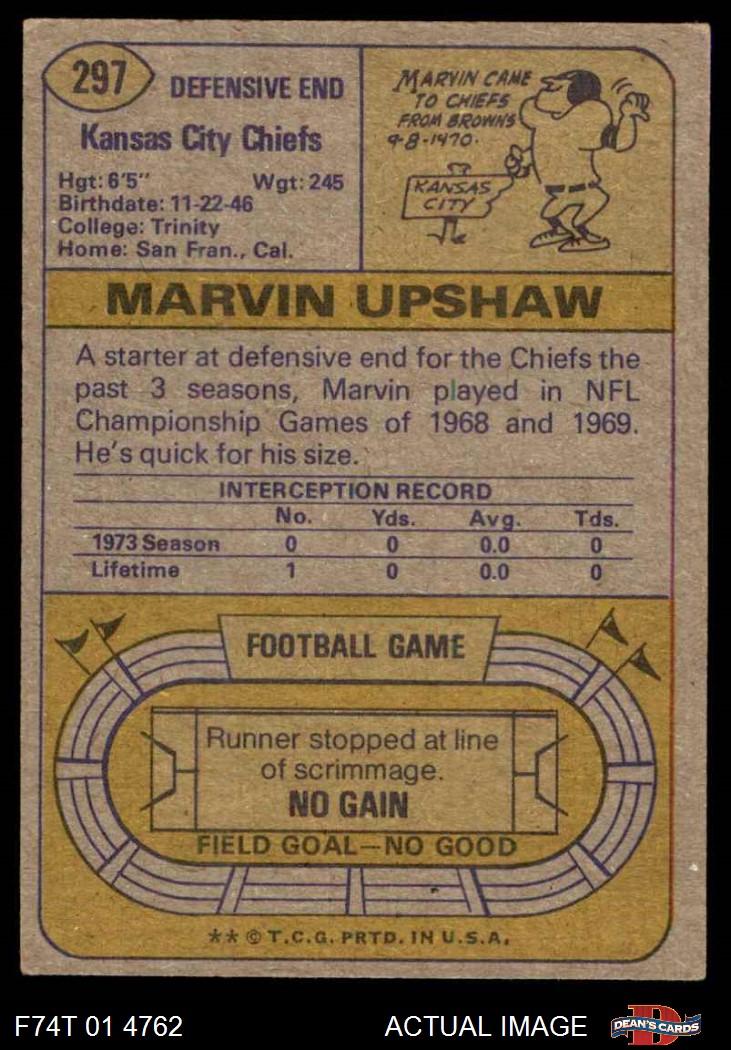 297
DEFENSIVE END
Kansas City Chiefs
Hgt: 6'5" Wgt: 245
Birthdate: 11-22-46
College: Trinity
Home: San Fran., Cal.
MARVIN CAME
TO CHIEFS
FROM BROWNS
9-8-1970.
KANSAS
CITY
MARVIN UPSHAW
A starter at defensive end for the Chiefs the
past 3 seasons, Marvin played in NFL
Championship Games of 1968 and 1969.
He's quick for his size.
INTERCEPTION RECORD
No. Yds. Avg. Tds.
1973 Season 0 0 0.0 0
Lifetime 1 0 0.0 0
FOOTBALL GAME
Runner stopped at line
of scrimmage.
NO GAIN
FIELD GOAL—NO GOOD
** © T.C.G. PRTD. IN U.S.A.
F74T 01 4762 ACTUAL IMAGE
D
DEAN'S CARDS